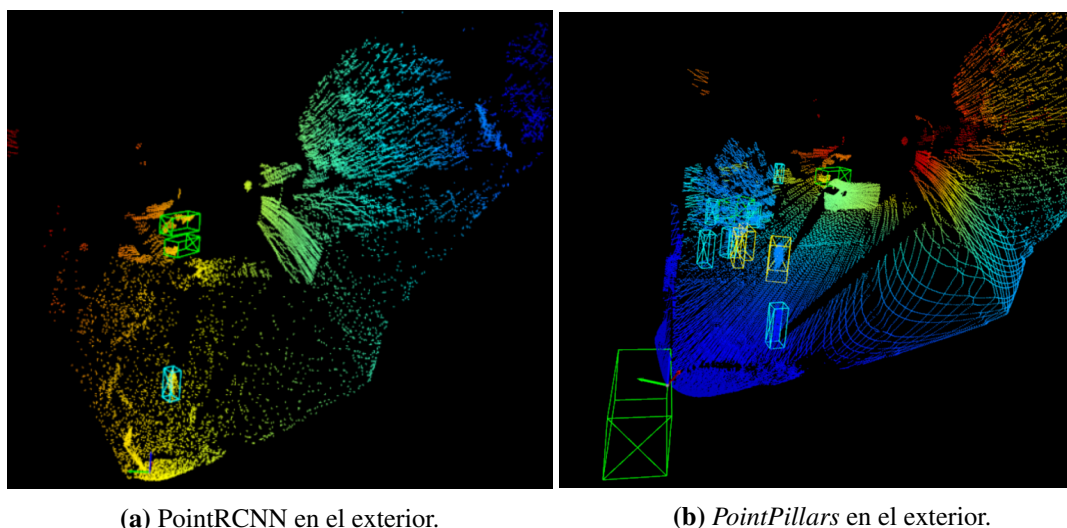 (a) PointRCNN en el exterior.
(b) PointPillars en el exterior.